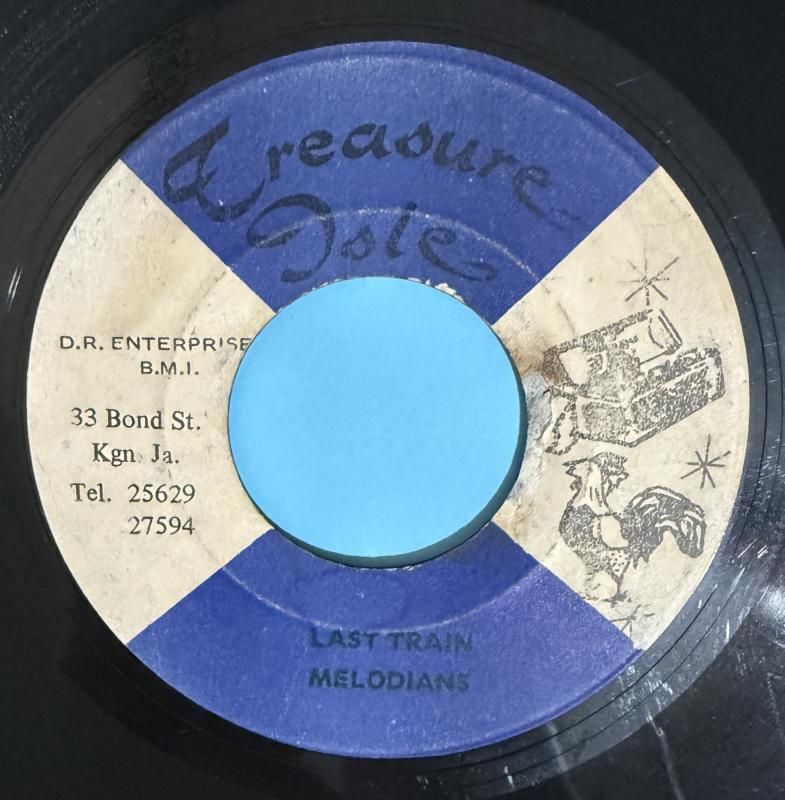 Treasure
Isle
D.R. ENTERPRISE
B.M.I.
33 Bond St.
Kgn. Ja.
Tel. 25629
27594
LAST TRAIN
MELODIANS